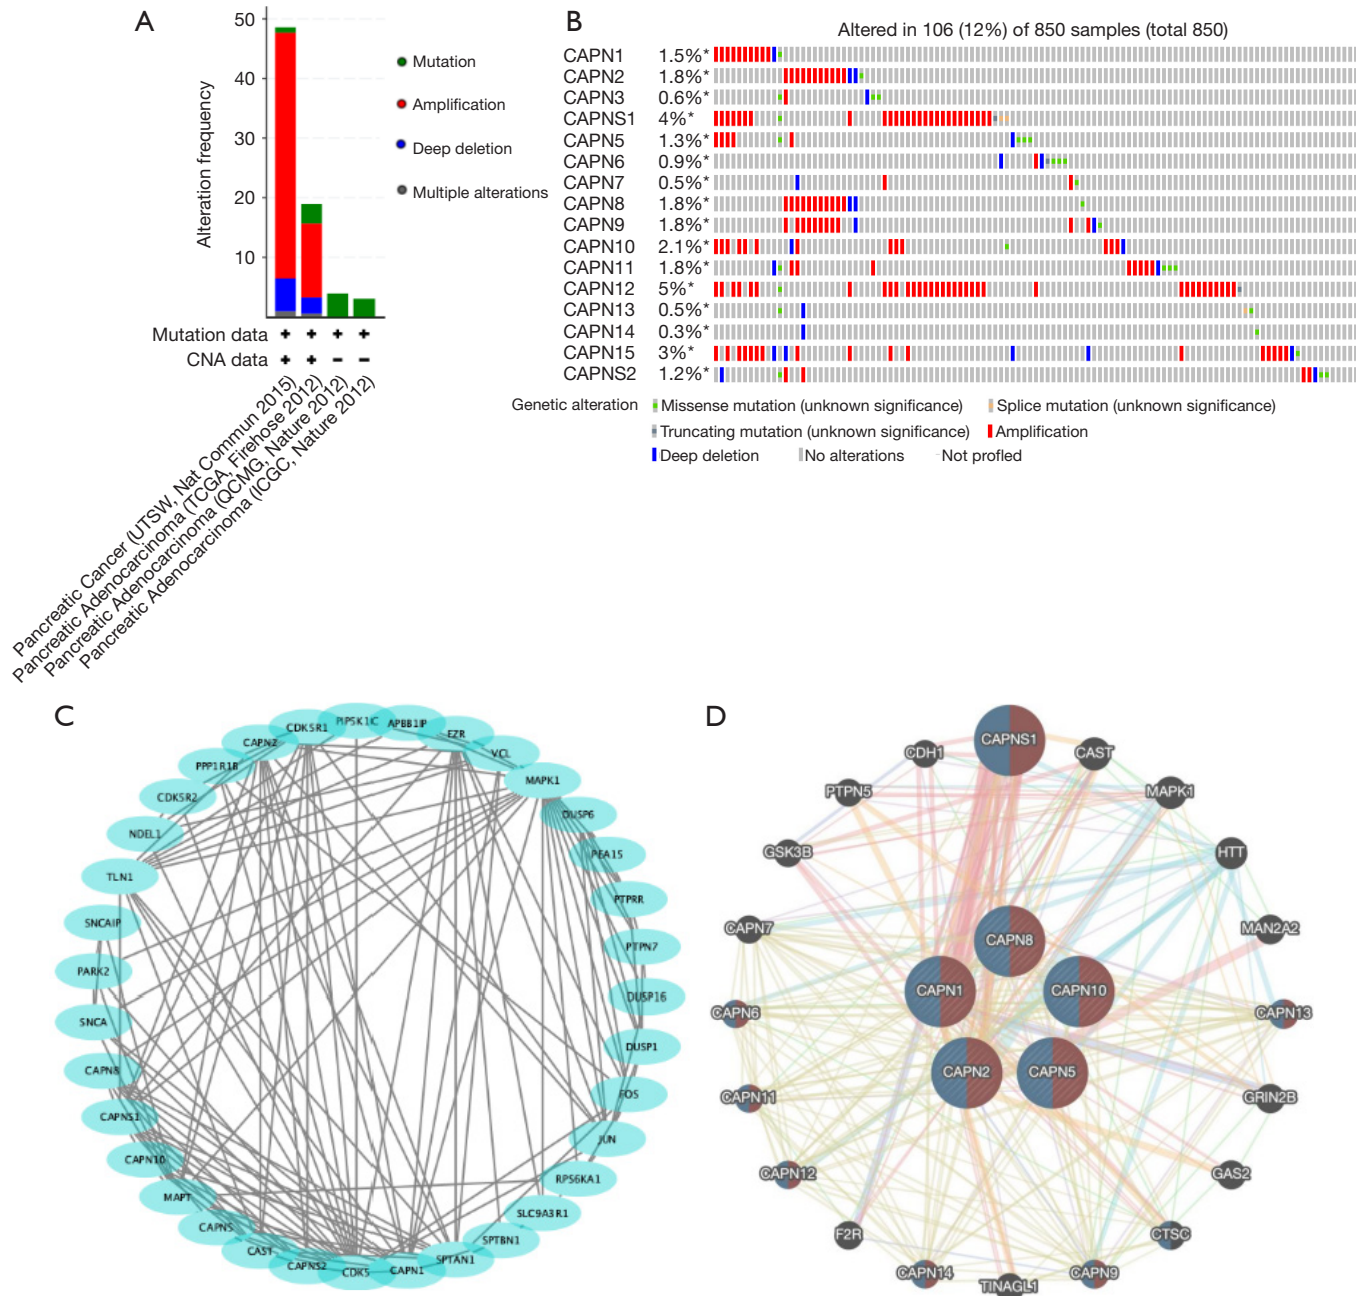 A
50
40
30
20
10
Alteration frequency
Mutation
Amplification
Deep deletion
Multiple alterations
Mutation data + + + +
CNA data + + − −
Pancreatic Cancer (UTSW, Nat Commun 2015)
Pancreatic Adenocarcinoma (TCGA, Firehose 2012)
Pancreatic Adenocarcinoma (QCMG, Nature 2012)
Pancreatic Adenocarcinoma (ICGC, Nature 2012)
B
Altered in 106 (12%) of 850 samples (total 850)
CAPN1 1.5%*
CAPN2 1.8%*
CAPN3 0.6%*
CAPNS1 4%*
CAPN5 1.3%*
CAPN6 0.9%*
CAPN7 0.5%*
CAPN8 1.8%*
CAPN9 1.8%*
CAPN10 2.1%*
CAPN11 1.8%*
CAPN12 5%*
CAPN13 0.5%*
CAPN14 0.3%*
CAPN15 3%*
CAPNS2 1.2%*
Genetic alteration
Missense mutation (unknown significance)
Splice mutation (unknown significance)
Truncating mutation (unknown significance)
Amplification
Deep deletion
No alterations
Not profled
C
PIP5K1C
APBB1IP
EZR
VCL
MAPK1
DUSP6
PEA15
PTPRR
PTPN7
DUSP16
DUSP1
FOS
JUN
RPS6KA1
SLC9A3R1
SPTBN1
SPTAN1
CAPN1
CDK5
CAPNS2
CAST
CAPN5
MAPT
CAPN10
CAPNS1
CAPN8
SNCA
PARK2
SNCAIP
TLN1
NDEL1
CDK5R2
PPP1R1B
CAPN2
CDK5R1
D
CAPNS1
CDH1
CAST
PTPN5
MAPK1
GSK3B
HTT
CAPN7
CAPN8
MAN2A2
CAPN6
CAPN1
CAPN10
CAPN13
CAPN2
CAPN5
CAPN11
GRIN2B
CAPN12
GAS2
F2R
CTSC
CAPN14
TINAGL1
CAPN9